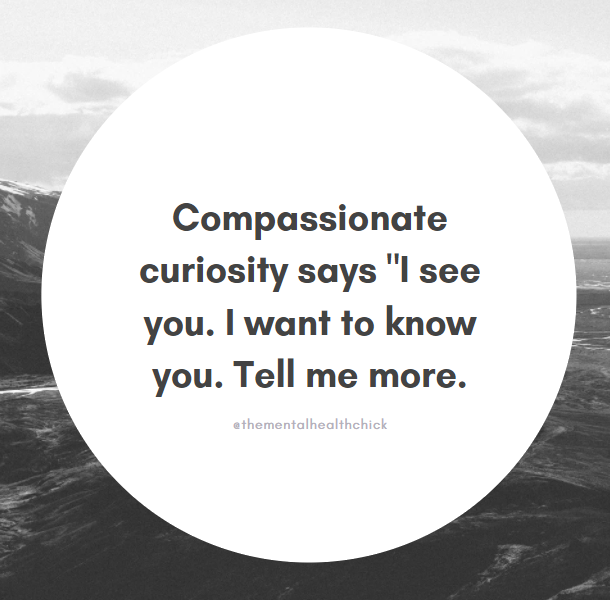 Compassionate
curiosity says "I see
you. I want to know
you. Tell me more.
@thementalhealthchick